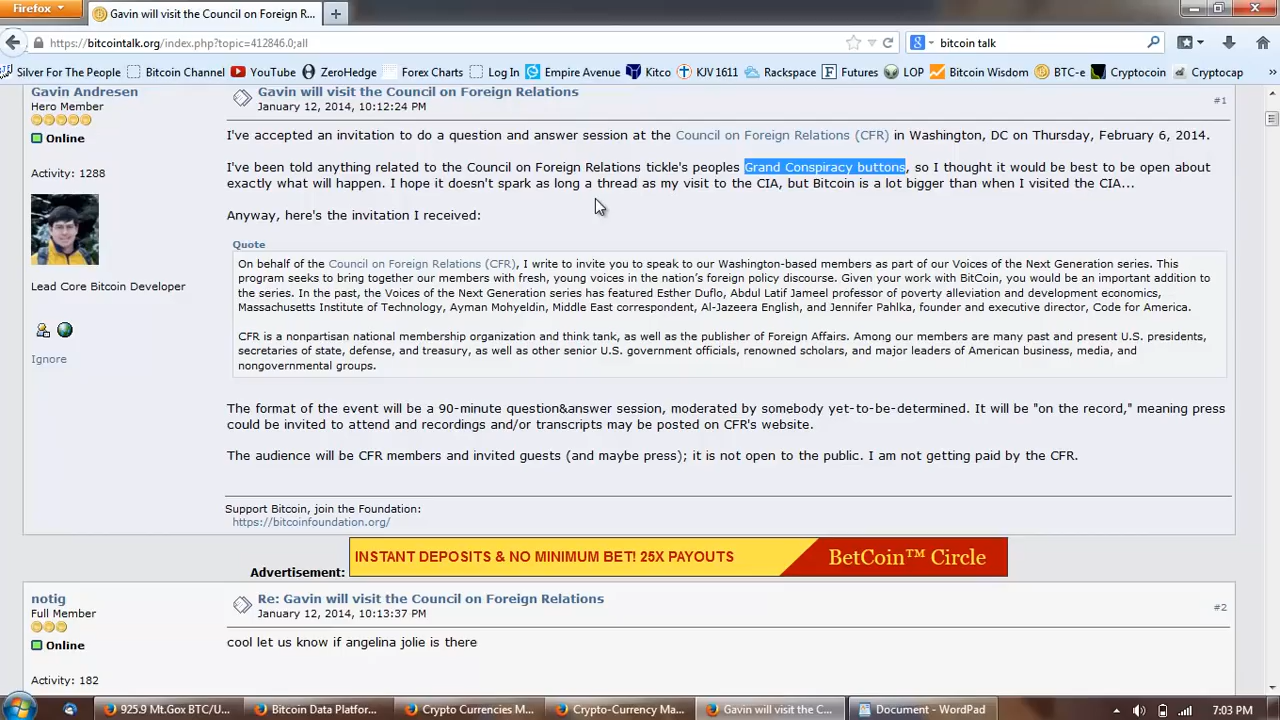 Firefox
Gavin will visit the Council on Foreign R...
https://bitcointalk.org/index.php?topic=412846.0;all
bitcoin talk
Silver For The People Bitcoin Channel YouTube ZeroHedge Forex Charts Log In Empire Avenue Kitco KJV 1611 Rackspace Futures LOP Bitcoin Wisdom BTC-e Cryptocoin Cryptocap »
Gavin Andresen
Hero Member
Online
Activity: 1288
Lead Core Bitcoin Developer
Ignore
Gavin will visit the Council on Foreign Relations
January 12, 2014, 10:12:24 PM
#1
I've accepted an invitation to do a question and answer session at the Council on Foreign Relations (CFR) in Washington, DC on Thursday, February 6, 2014.
I've been told anything related to the Council on Foreign Relations tickle's peoples Grand Conspiracy buttons, so I thought it would be best to be open about
exactly what will happen. I hope it doesn't spark as long a thread as my visit to the CIA, but Bitcoin is a lot bigger than when I visited the CIA...
Anyway, here's the invitation I received:
Quote
On behalf of the Council on Foreign Relations (CFR), I write to invite you to speak to our Washington-based members as part of our Voices of the Next Generation series. This
program seeks to bring together our members with fresh, young voices in the nation's foreign policy discourse. Given your work with BitCoin, you would be an important addition to
the series. In the past, the Voices of the Next Generation series has featured Esther Duflo, Abdul Latif Jameel professor of poverty alleviation and development economics,
Massachusetts Institute of Technology, Ayman Mohyeldin, Middle East correspondent, Al-Jazeera English, and Jennifer Pahlka, founder and executive director, Code for America.
CFR is a nonpartisan national membership organization and think tank, as well as the publisher of Foreign Affairs. Among our members are many past and present U.S. presidents,
secretaries of state, defense, and treasury, as well as other senior U.S. government officials, renowned scholars, and major leaders of American business, media, and
nongovernmental groups.
The format of the event will be a 90-minute question&answer session, moderated by somebody yet-to-be-determined. It will be "on the record," meaning press
could be invited to attend and recordings and/or transcripts may be posted on CFR's website.
The audience will be CFR members and invited guests (and maybe press); it is not open to the public. I am not getting paid by the CFR.
Support Bitcoin, join the Foundation:
https://bitcoinfoundation.org/
Advertisement:
INSTANT DEPOSITS & NO MINIMUM BET! 25X PAYOUTS BetCoin™ Circle
notig
Full Member
Online
Activity: 182
Re: Gavin will visit the Council on Foreign Relations
January 12, 2014, 10:13:37 PM
#2
cool let us know if angelina jolie is there
925.9 Mt.Gox BTC/U... Bitcoin Data Platfor... Crypto Currencies M... Crypto-Currency Ma... Gavin will visit the C... Document - WordPad 7:03 PM